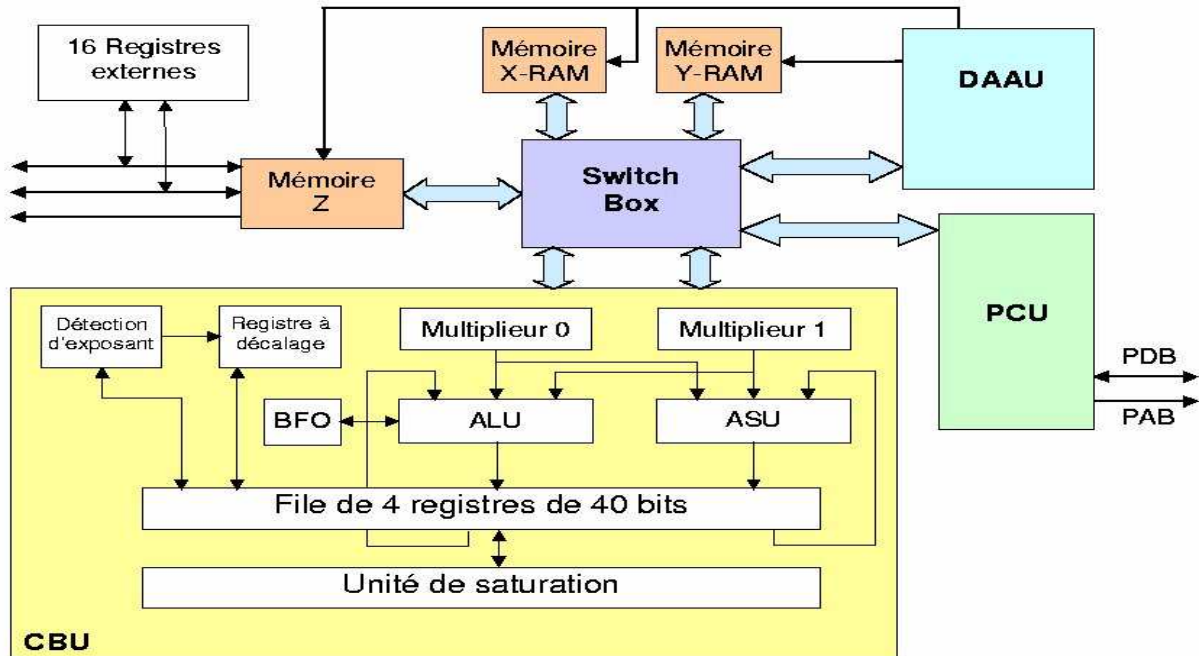 16 Registres
externes
Mémoire
X-RAM
Mémoire
Y-RAM
DAAU
Mémoire
Z
Switch
Box
PCU
PDB
PAB
Détection
d'exposant
Registre à
décalage
Multiplieur 0
Multiplieur 1
BFO
ALU
ASU
File de 4 registres de 40 bits
Unité de saturation
CBU